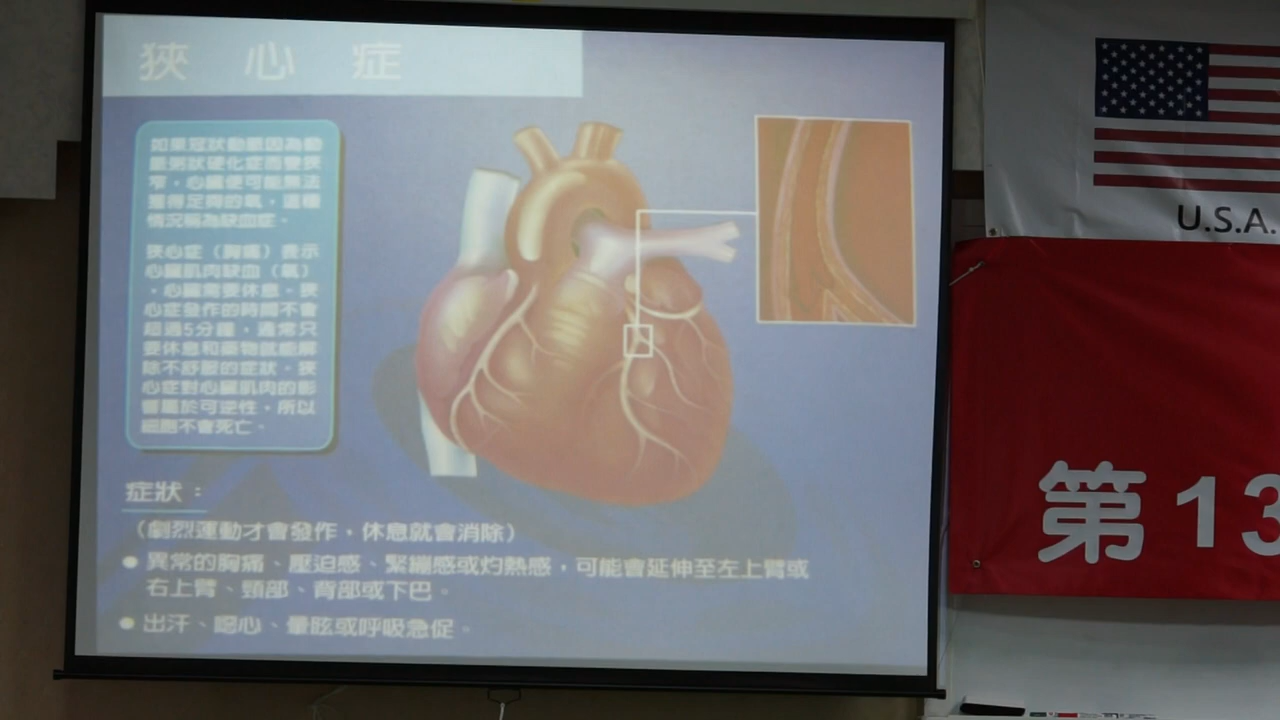 狹心症
如果冠狀動脈因為動
脈粥狀硬化症而變狹
窄,心臟便可能無法
獲得足夠的氧,這種
情況稱為缺血症。
狹心症(胸痛)表示
心臟肌肉缺血(氧)
,心臟需要休息。狹
心症發作的時間不會
超過5分鐘,通常只
要休息和藥物就能解
除不舒服的症狀。狹
心症對心臟肌肉的影
響屬於可逆性,所以
細胞不會死亡。
症狀:
(劇烈運動才會發作,休息就會消除)
● 異常的胸痛、壓迫感、緊繃感或灼熱感,可能會延伸至左上臂或
右上臂、頸部、背部或下巴。
● 出汗、噁心、暈眩或呼吸急促。
U.S.A.
第13